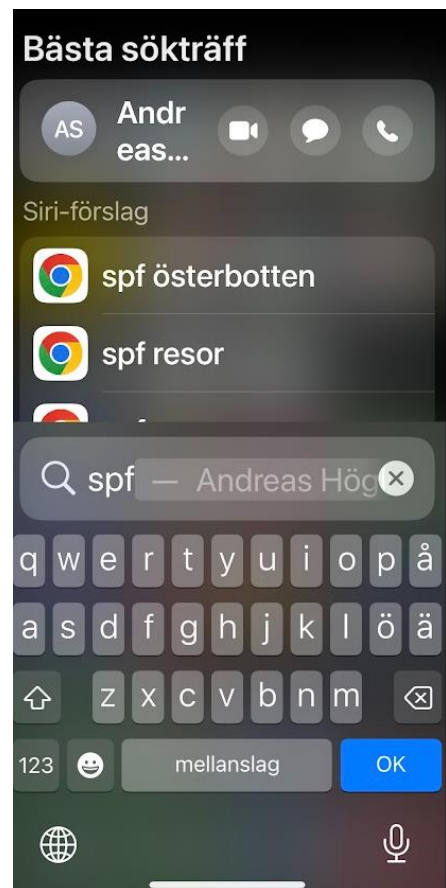 Bästa sökträff
AS
Andr
eas...
Siri-förslag
spf österbotten
spf resor
spf — Andreas Hög
q w e r t y u i o p å
a s d f g h j k l ö ä
z x c v b n m
123 mellanslag OK